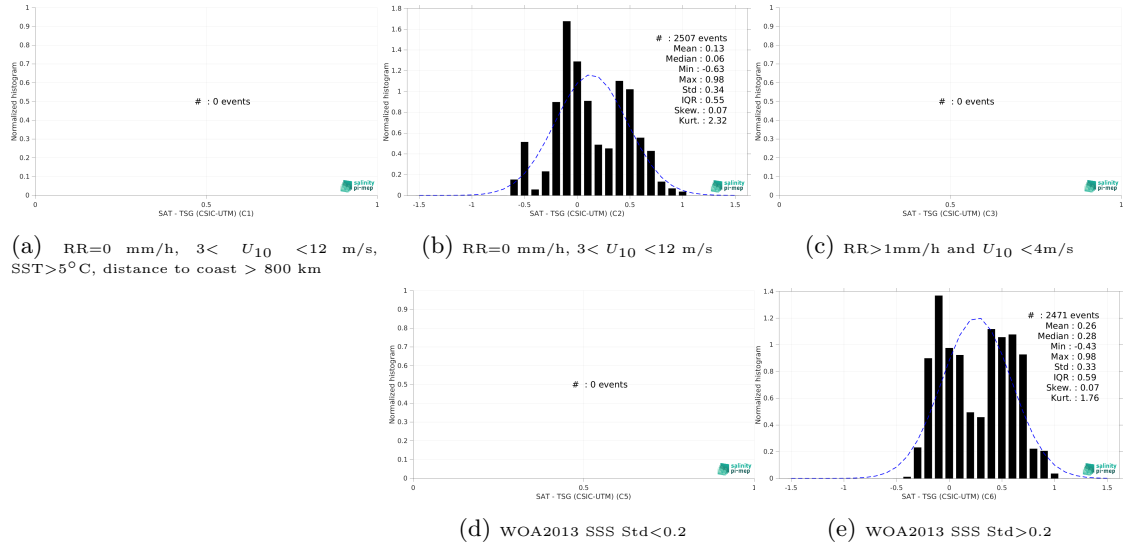 1
0.9
0.8
0.7
0.6
0.5
0.4
0.3
0.2
0.1
0
Normalized histogram
# : 0 events
salinity
pi-mep
0 0.5 1
SAT - TSG (CSIC-UTM) (C1)
(a) RR=0 mm/h, 3< U10 <12 m/s,
SST>5°C, distance to coast > 800 km
1.8
1.6
1.4
1.2
1
0.8
0.6
0.4
0.2
0
Normalized histogram
# : 2507 events
Mean : 0.13
Median : 0.06
Min : -0.63
Max : 0.98
Std : 0.34
IQR : 0.55
Skew. : 0.07
Kurt. : 2.32
salinity
pi-mep
-1.5 -1 -0.5 0 0.5 1 1.5
SAT - TSG (CSIC-UTM) (C2)
(b) RR=0 mm/h, 3< U10 <12 m/s
1
0.9
0.8
0.7
0.6
0.5
0.4
0.3
0.2
0.1
0
Normalized histogram
# : 0 events
salinity
pi-mep
0 0.5 1
SAT - TSG (CSIC-UTM) (C3)
(c) RR>1mm/h and U10 <4m/s
1
0.9
0.8
0.7
0.6
0.5
0.4
0.3
0.2
0.1
0
Normalized histogram
# : 0 events
salinity
pi-mep
0 0.5 1
SAT - TSG (CSIC-UTM) (C5)
(d) WOA2013 SSS Std<0.2
1.4
1.2
1
0.8
0.6
0.4
0.2
0
Normalized histogram
# : 2471 events
Mean : 0.26
Median : 0.28
Min : -0.43
Max : 0.98
Std : 0.33
IQR : 0.59
Skew. : 0.07
Kurt. : 1.76
salinity
pi-mep
-1.5 -1 -0.5 0 0.5 1 1.5
SAT - TSG (CSIC-UTM) (C6)
(e) WOA2013 SSS Std>0.2